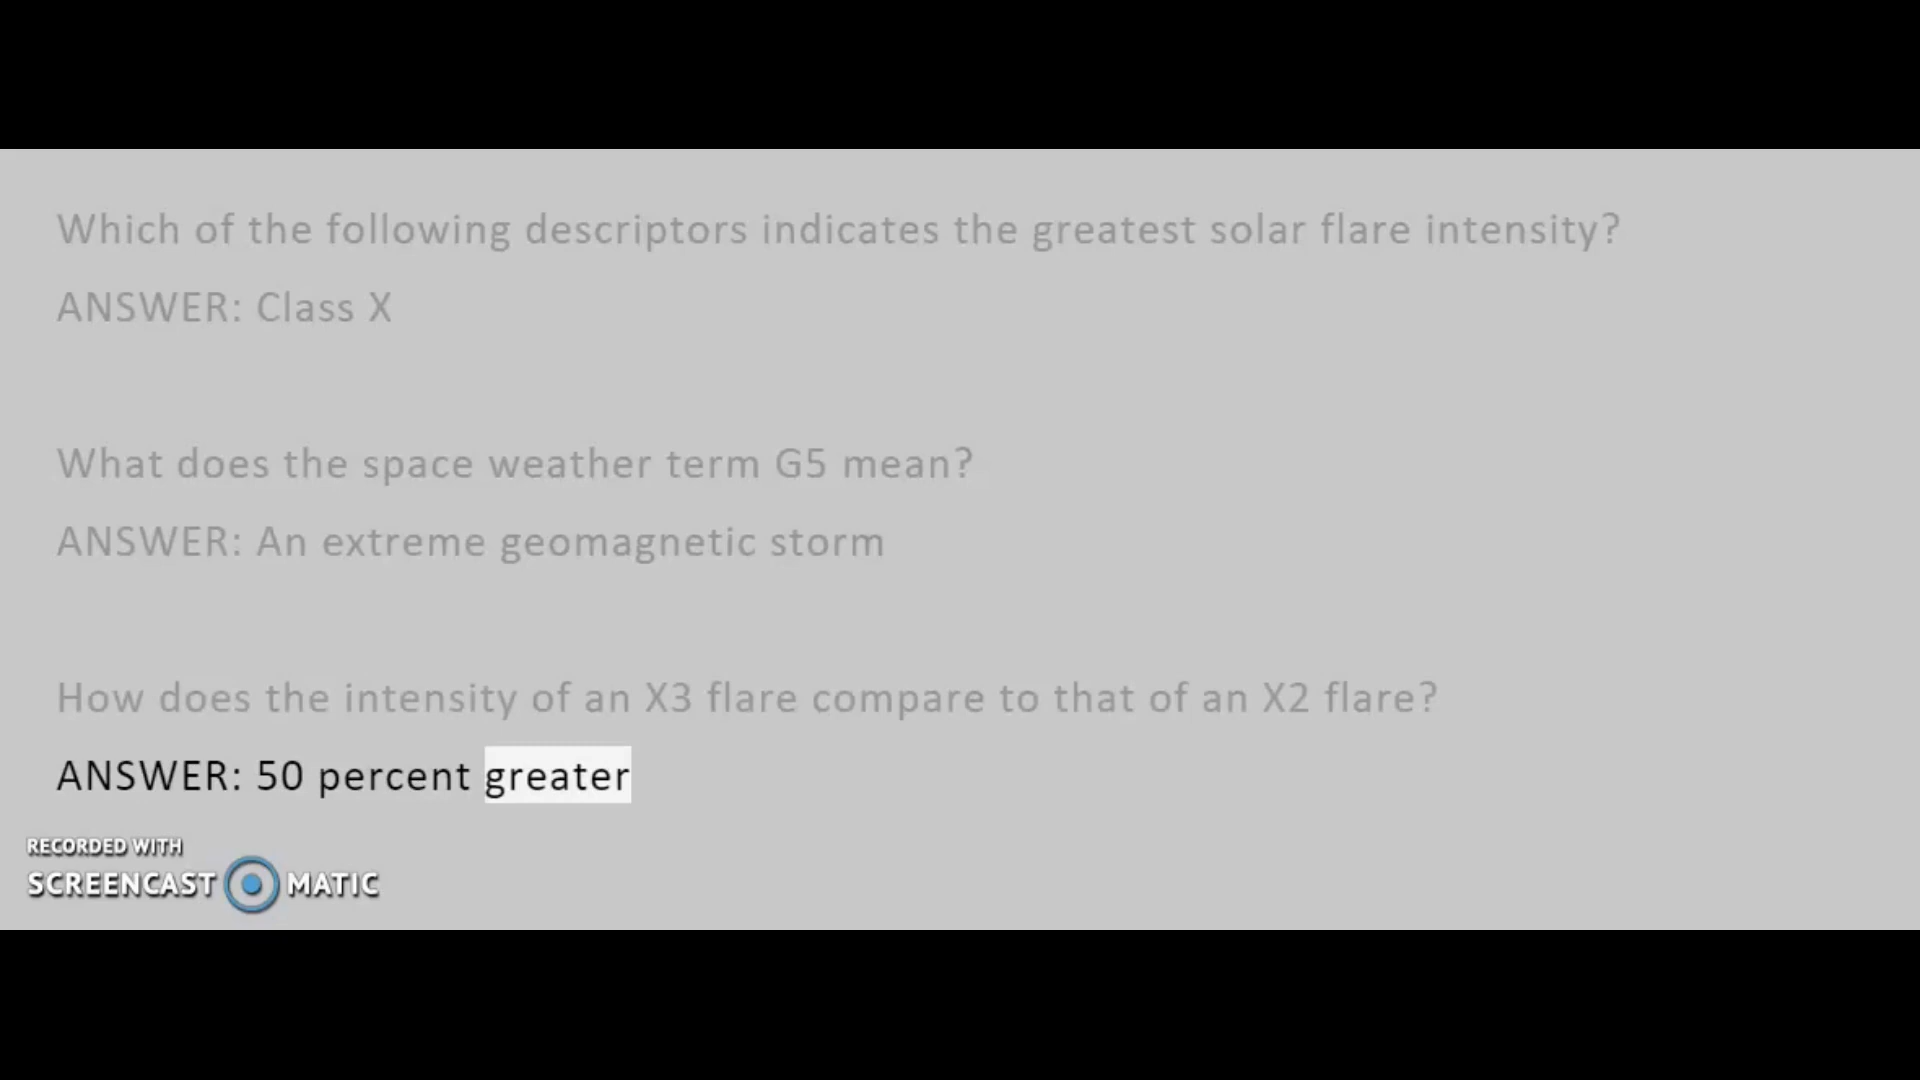 Which of the following descriptors indicates the greatest solar flare intensity?
ANSWER: Class X
What does the space weather term G5 mean?
ANSWER: An extreme geomagnetic storm
How does the intensity of an X3 flare compare to that of an X2 flare?
ANSWER: 50 percent greater
RECORDED WITH
SCREENCAST MATIC